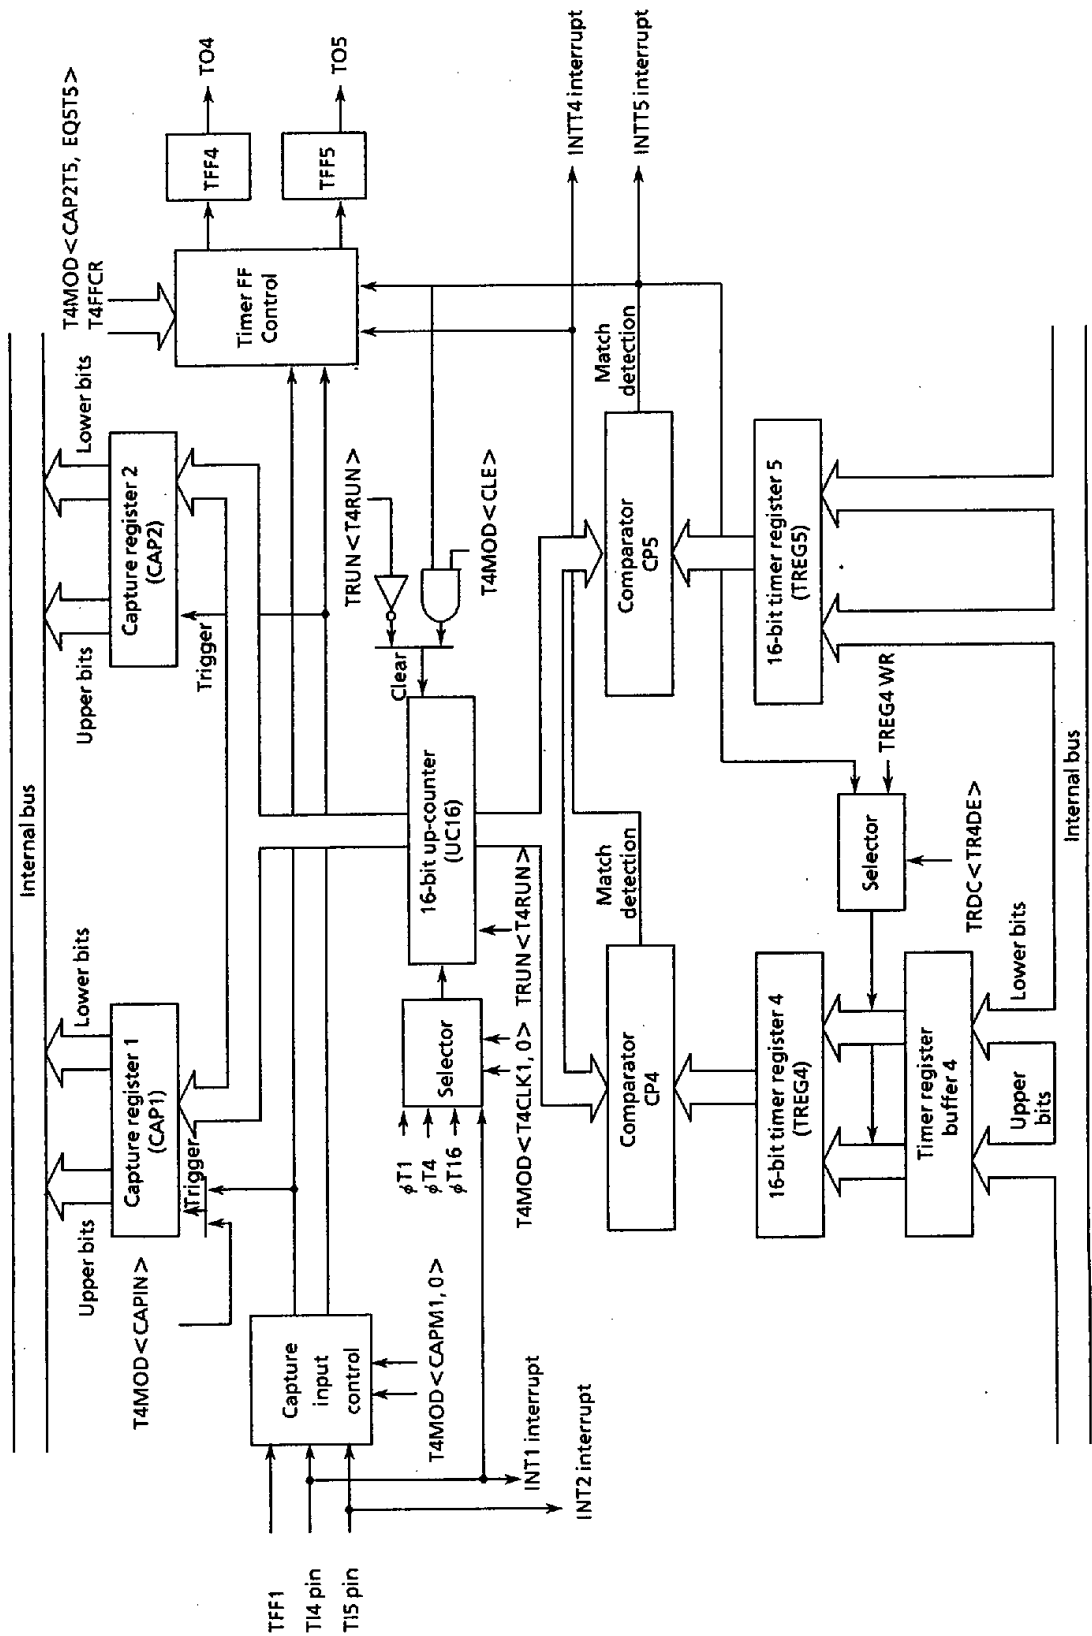 Internal bus
Upper bits
Lower bits
Upper bits
Lower bits
T4MOD<CAP2T5, EQ5T5>
T4FFCR
Capture register 1
(CAP1)
Capture register 2
(CAP2)
T4MOD<CAPIN>
Trigger
Trigger
Timer FF
Control
TFF4
TO4
TFF5
TO5
TFF1
TI4 pin
TI5 pin
Capture
input
control
T4MOD<CAPM1, 0>
INT1 interrupt
INT2 interrupt
φT1
φT4
φT16
Selector
T4MOD<T4CLK1, 0>
TRUN<T4RUN>
16-bit up-counter
(UC16)
Clear
TRUN<T4RUN>
T4MOD<CLE>
INTT4 interrupt
INTT5 interrupt
Comparator
CP4
Match
detection
Comparator
CP5
Match
detection
16-bit timer register 4
(TREG4)
16-bit timer register 5
(TREG5)
Timer register
buffer 4
Selector
TREG4 WR
TRDC<TR4DE>
Upper
bits
Lower bits
Internal bus